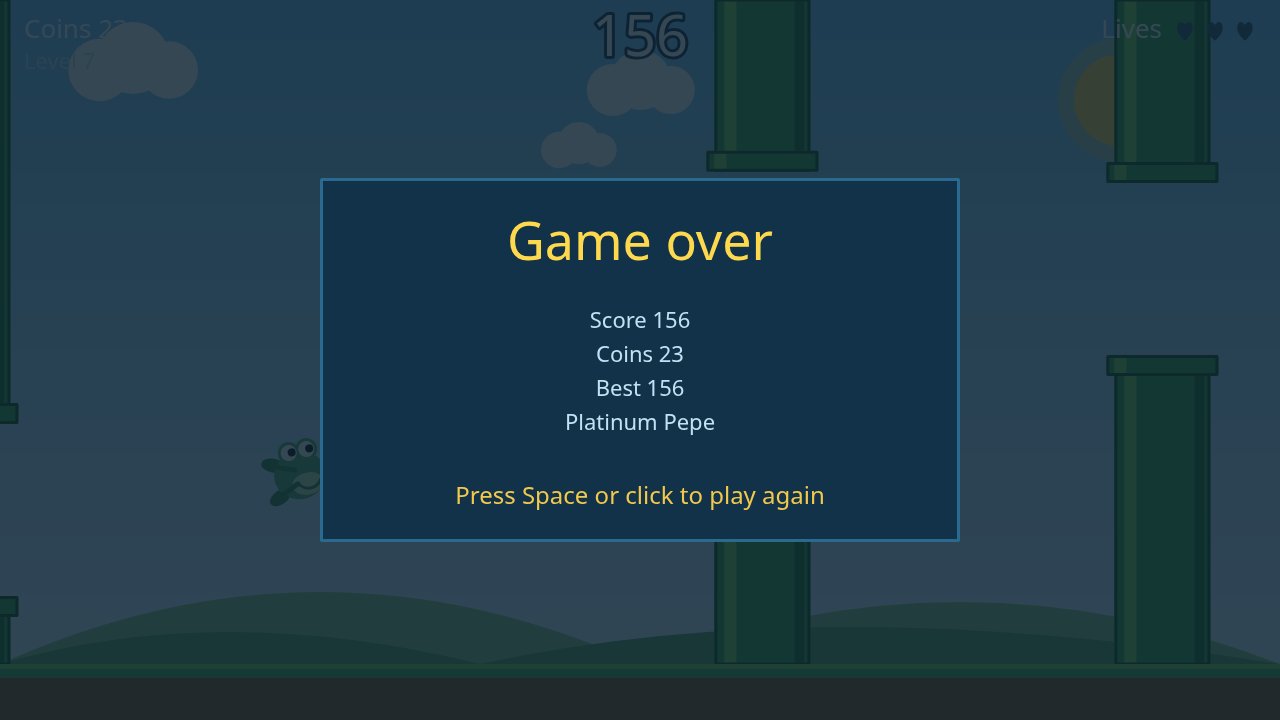 Coins 23
Level 7
156
Lives
Game over
Score 156
Coins 23
Best 156
Platinum Pepe
Press Space or click to play again